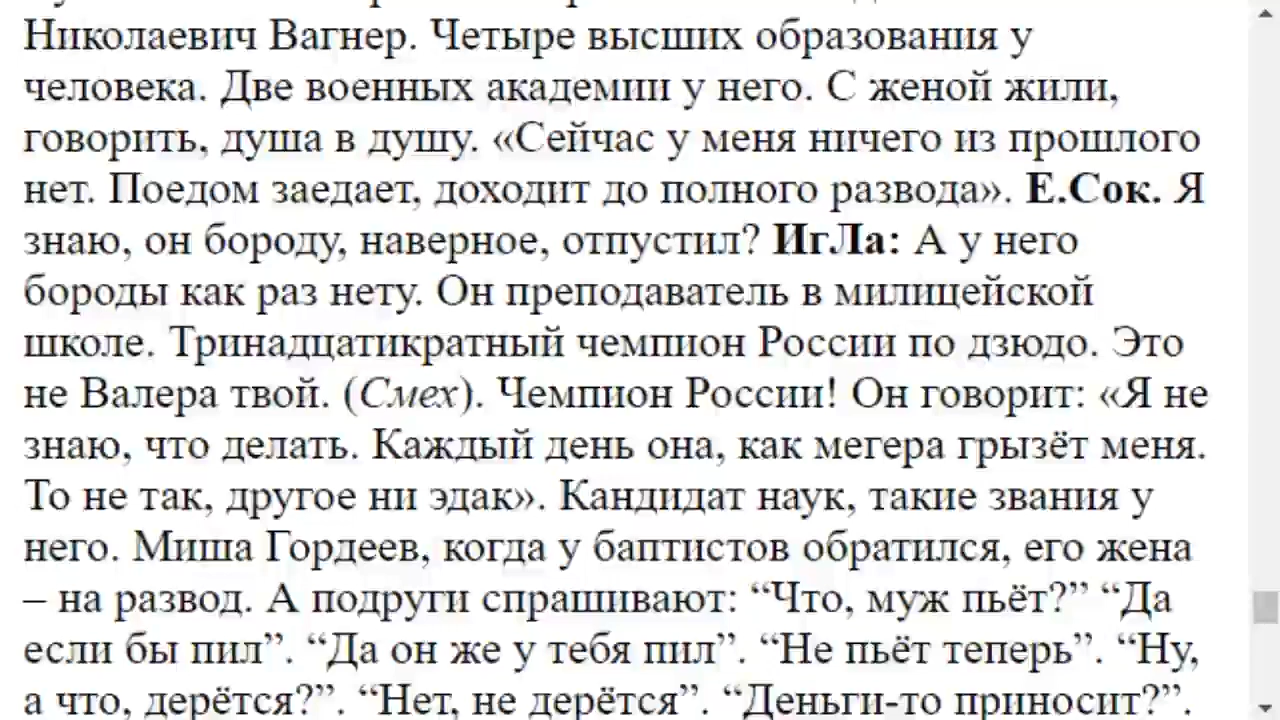 Николаевич Вагнер. Четыре высших образования у
человека. Две военных академии у него. С женой жили,
говорить, душа в душу. «Сейчас у меня ничего из прошлого
нет. Поедом заедает, доходит до полного развода». Е.Сок. Я
знаю, он бороду, наверное, отпустил? ИгЛа: А у него
бороды как раз нету. Он преподаватель в милицейской
школе. Тринадцатикратный чемпион России по дзюдо. Это
не Валера твой. (Смех). Чемпион России! Он говорит: «Я не
знаю, что делать. Каждый день она, как мегера грызёт меня.
То не так, другое ни эдак». Кандидат наук, такие звания у
него. Миша Гордеев, когда у баптистов обратился, его жена
– на развод. А подруги спрашивают: “Что, муж пьёт?” “Да
если бы пил”. “Да он же у тебя пил”. “Не пьёт теперь”. “Ну,
а что, дерётся?”. “Нет, не дерётся”. “Деньги-то приносит?”.